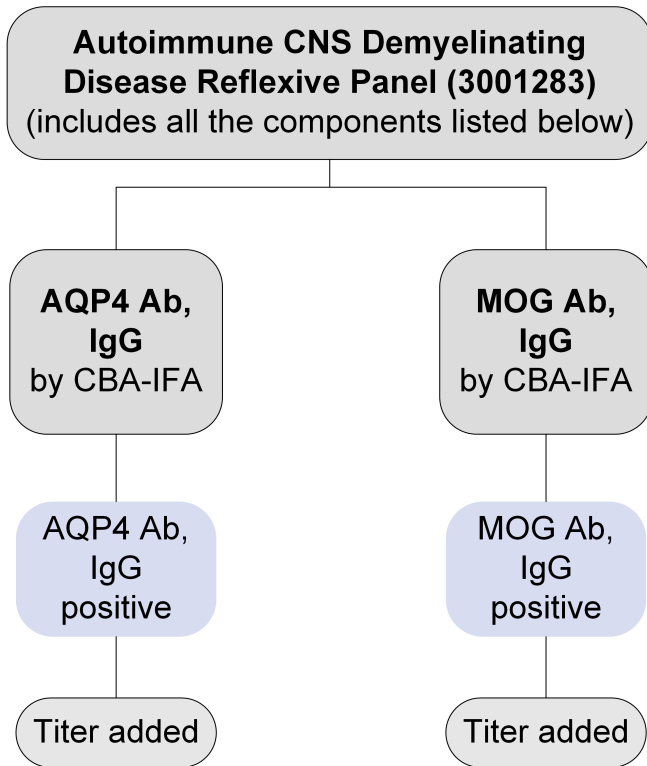 Autoimmune CNS Demyelinating
Disease Reflexive Panel (3001283)
(includes all the components listed below)
AQP4 Ab,
IgG
by CBA-IFA
MOG Ab,
IgG
by CBA-IFA
AQP4 Ab,
IgG
positive
MOG Ab,
IgG
positive
Titer added
Titer added